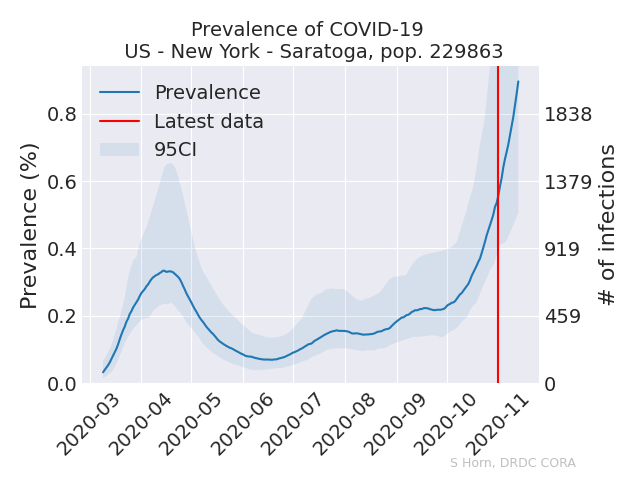 Prevalence of COVID-19
US - New York - Saratoga, pop. 229863
Prevalence
Latest data
95CI
Prevalence (%)
0.8
0.6
0.4
0.2
0.0
1838
1379
919
459
0
# of infections
2020-03
2020-04
2020-05
2020-06
2020-07
2020-08
2020-09
2020-10
2020-11
S Horn, DRDC CORA